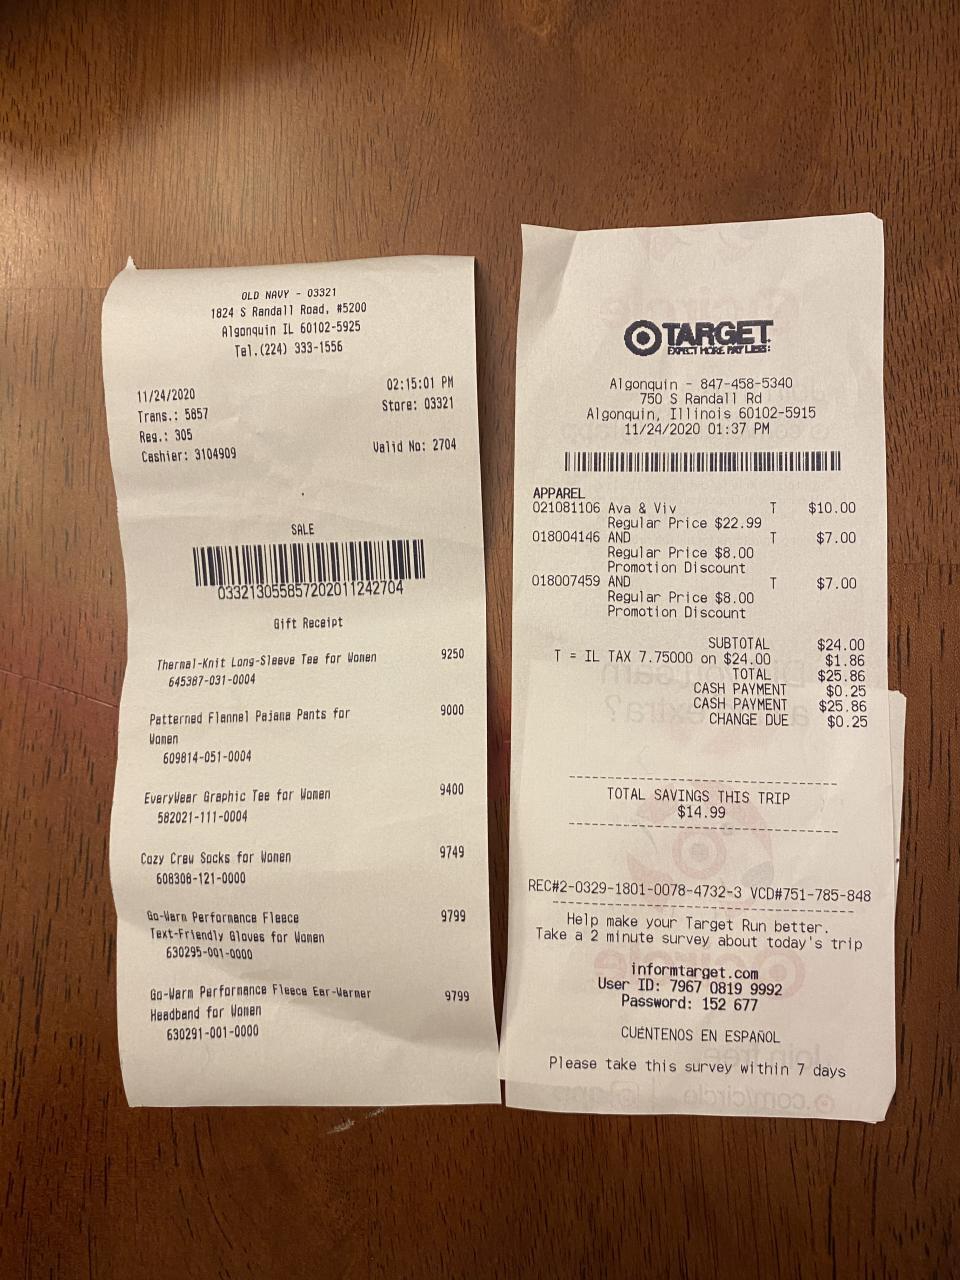 OLD NAVY - 03321
1824 S Randall Road, #5200
Algonquin IL 60102-5925
Tel.(224) 333-1556
11/24/2020 02:15:01 PM
Trans.: 5857 Store: 03321
Reg.: 305
Cashier: 3104909 Valid No: 2704
SALE
033213055857202011242704
Gift Receipt
Thermal-Knit Long-Sleeve Tee for Women 9250
645387-031-0004
Patterned Flannel Pajama Pants for 9000
Women
609814-051-0004
EveryWear Graphic Tee for Women 9400
582021-111-0004
Cozy Crew Socks for Women 9749
608308-121-0000
Go-Warm Performance Fleece 9799
Text-Friendly Gloves for Women
630295-001-0000
Go-Warm Performance Fleece Ear-Warmer 9799
Headband for Women
630291-001-0000
TARGET
EXPECT MORE PAY LESS.
Algonquin - 847-458-5340
750 S Randall Rd
Algonquin, Illinois 60102-5915
11/24/2020 01:37 PM
APPAREL
021081106 Ava & Viv T $10.00
Regular Price $22.99
018004146 AND T $7.00
Regular Price $8.00
Promotion Discount
018007459 AND T $7.00
Regular Price $8.00
Promotion Discount
SUBTOTAL $24.00
T = IL TAX 7.75000 on $24.00 $1.86
TOTAL $25.86
CASH PAYMENT $0.25
CASH PAYMENT $25.86
CHANGE DUE $0.25
TOTAL SAVINGS THIS TRIP
$14.99
REC#2-0329-1801-0078-4732-3 VCD#751-785-848
Help make your Target Run better.
Take a 2 minute survey about today's trip
informtarget.com
User ID: 7967 0819 9992
Password: 152 677
CUÉNTENOS EN ESPAÑOL
Please take this survey within 7 days